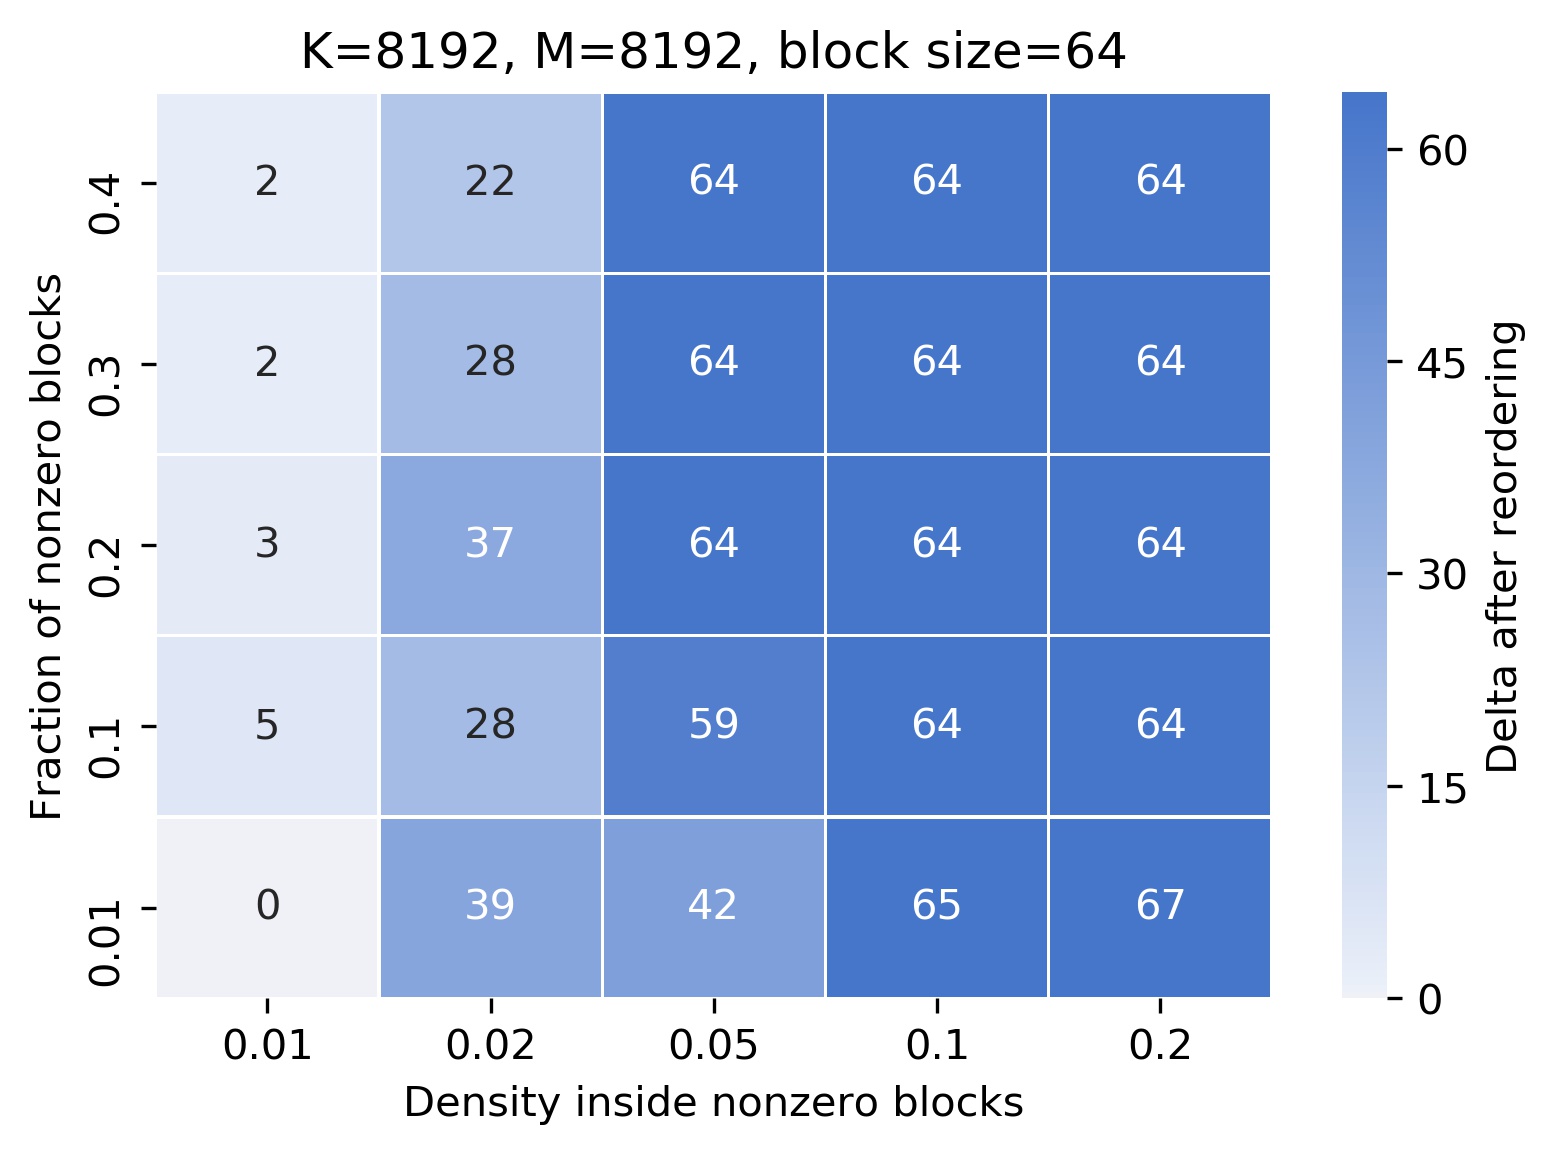 K=8192, M=8192, block size=64
Fraction of nonzero blocks
0.4
2 22 64 64 64
0.3
2 28 64 64 64
0.2
3 37 64 64 64
0.1
5 28 59 64 64
0.01
0 39 42 65 67
0.01 0.02 0.05 0.1 0.2
Density inside nonzero blocks
60
45
30
15
0
Delta after reordering